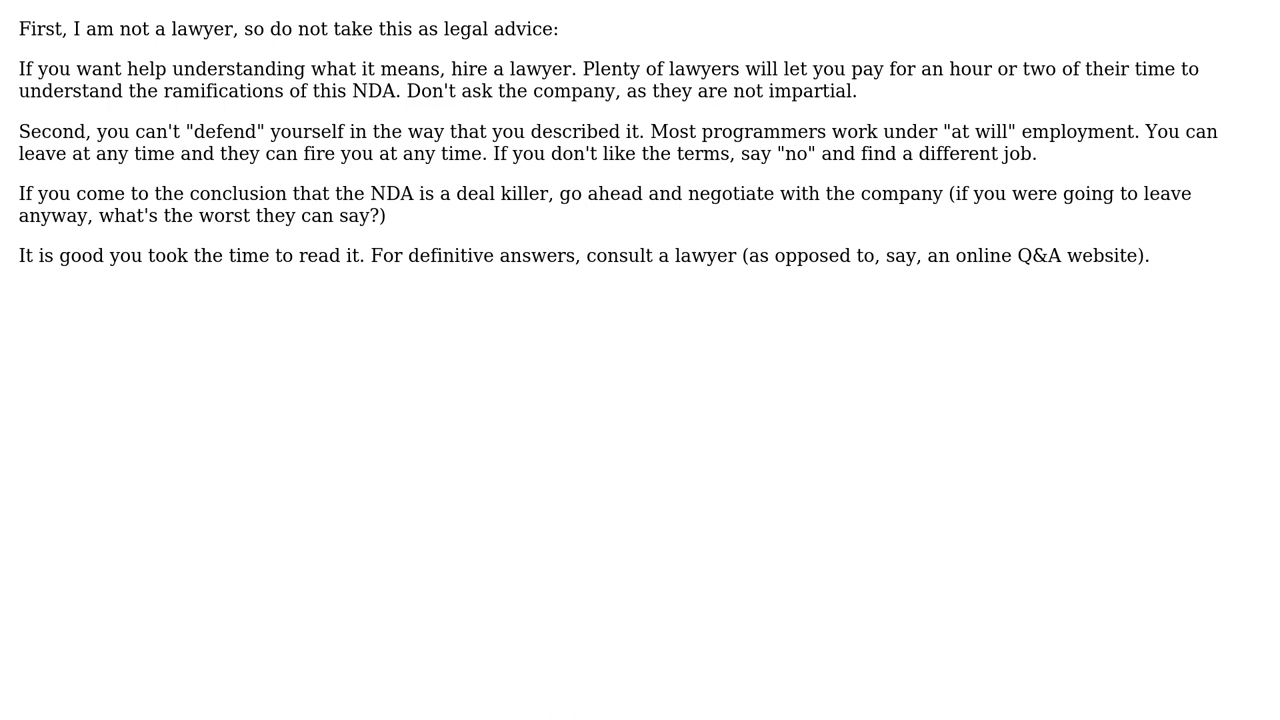 First, I am not a lawyer, so do not take this as legal advice:
If you want help understanding what it means, hire a lawyer. Plenty of lawyers will let you pay for an hour or two of their time to
understand the ramifications of this NDA. Don't ask the company, as they are not impartial.
Second, you can't "defend" yourself in the way that you described it. Most programmers work under "at will" employment. You can
leave at any time and they can fire you at any time. If you don't like the terms, say "no" and find a different job.
If you come to the conclusion that the NDA is a deal killer, go ahead and negotiate with the company (if you were going to leave
anyway, what's the worst they can say?)
It is good you took the time to read it. For definitive answers, consult a lawyer (as opposed to, say, an online Q&A website).